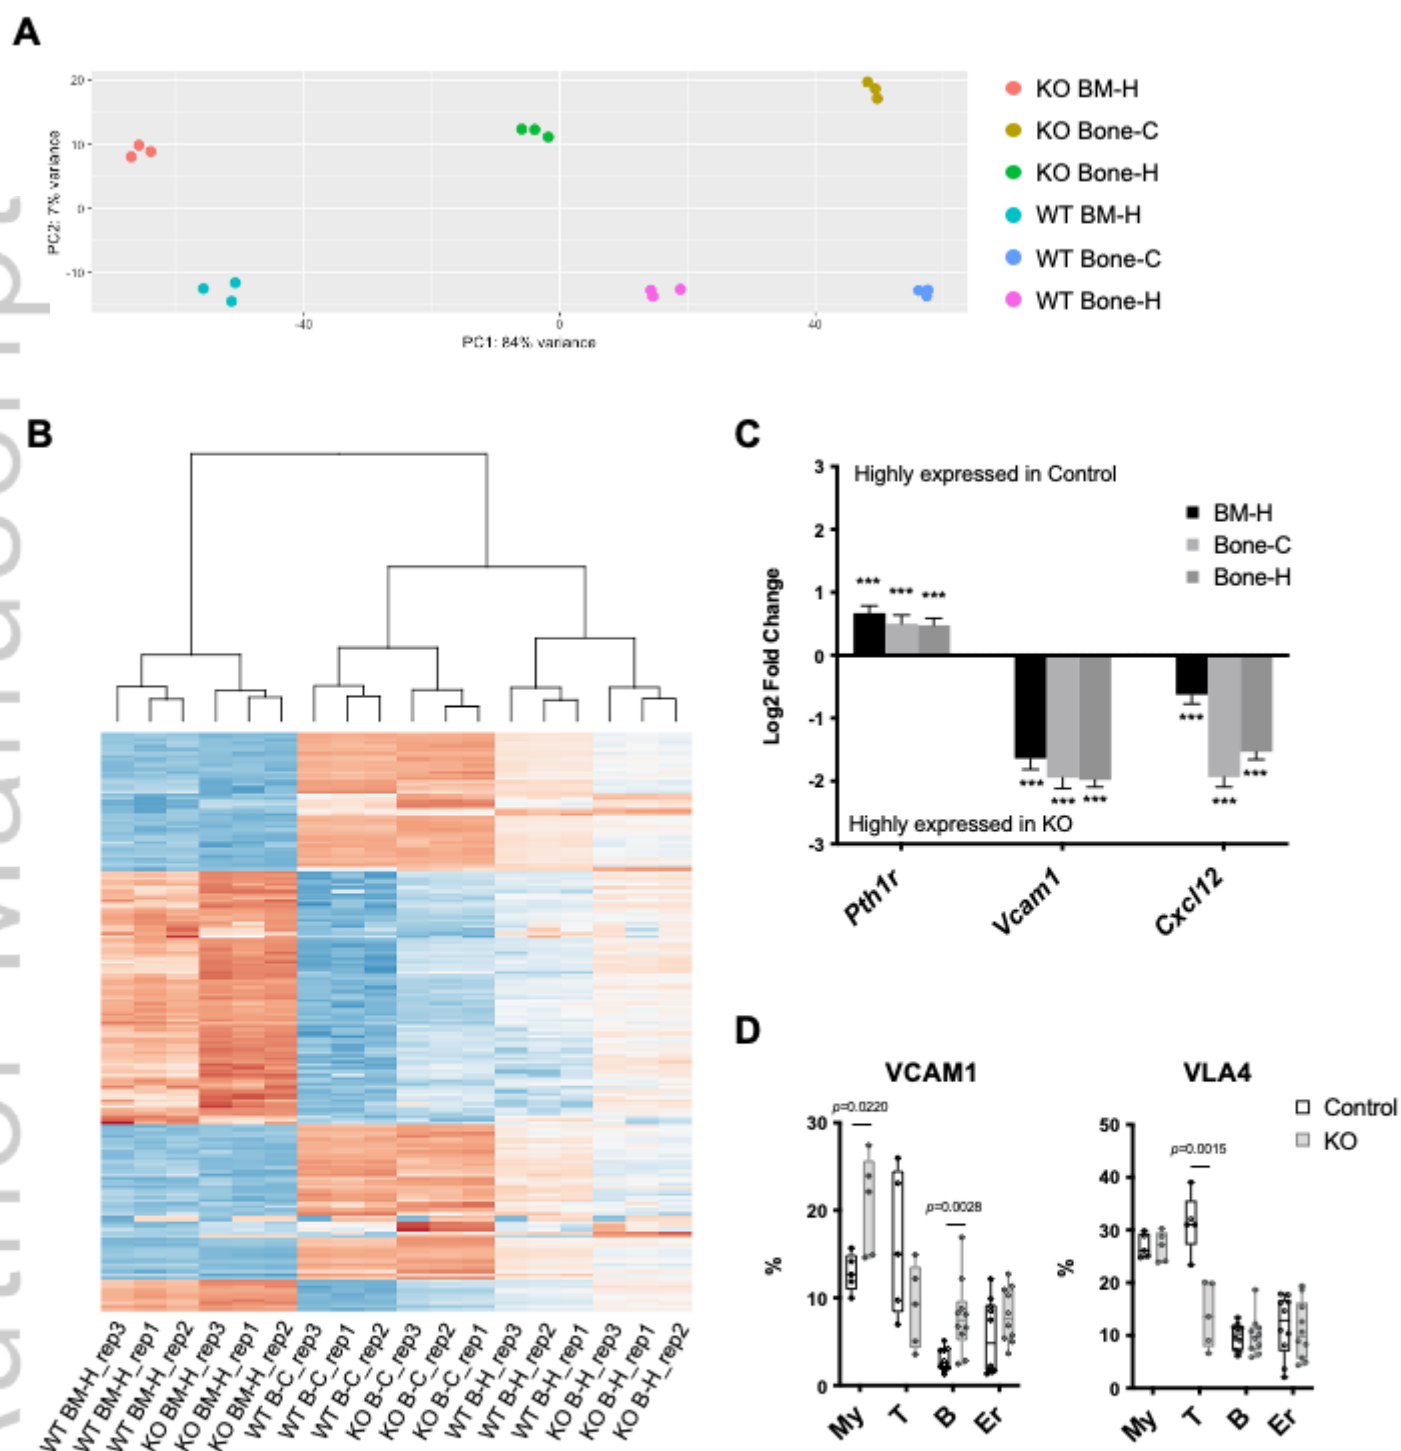 A
20
10
0
-10
PC2: 7% variance
-40
0
40
PC1: 84% variance
KO BM-H
KO Bone-C
KO Bone-H
WT BM-H
WT Bone-C
WT Bone-H
B
WT BM-H_rep3
WT BM-H_rep1
WT BM-H_rep2
KO BM-H_rep3
KO BM-H_rep1
KO BM-H_rep2
WT B-C_rep3
WT B-C_rep1
WT B-C_rep2
KO B-C_rep3
KO B-C_rep2
KO B-C_rep1
WT B-H_rep3
WT B-H_rep2
WT B-H_rep1
KO B-H_rep3
KO B-H_rep1
KO B-H_rep2
C
3
2
1
0
-1
-2
-3
Log2 Fold Change
Highly expressed in Control
BM-H
Bone-C
Bone-H
*** *** ***
*** *** ***
*** *** ***
Highly expressed in KO
Pth1r
Vcam1
Cxcl12
D
VCAM1
p=0.0220
p=0.0028
30
20
10
0
%
My
T
B
Er
VLA4
p=0.0015
50
40
30
20
10
0
%
My
T
B
Er
Control
KO